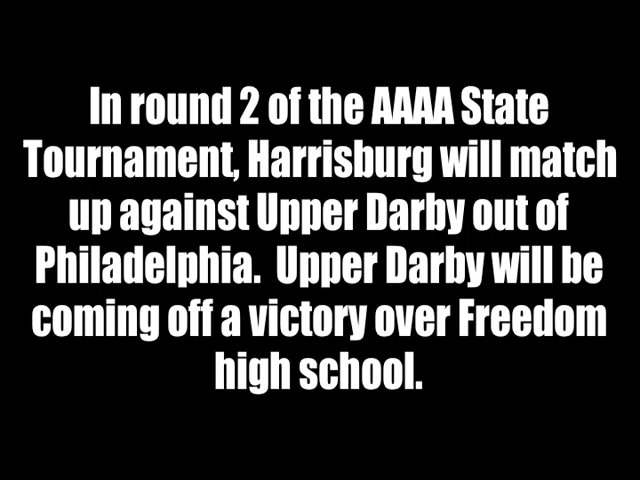 In round 2 of the AAAA State
Tournament, Harrisburg will match
up against Upper Darby out of
Philadelphia.  Upper Darby will be
coming off a victory over Freedom
high school.